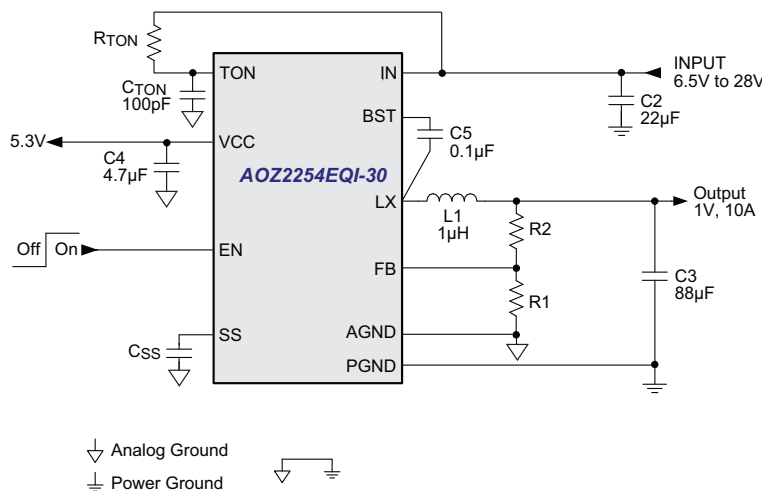 RTON
TON
CTON
100pF
IN
INPUT
6.5V to 28V
C2
22µF
BST
C5
0.1µF
5.3V
VCC
C4
4.7µF
AOZ2254EQI-30
LX
L1
1µH
Output
1V, 10A
R2
Off
On
EN
FB
C3
88µF
R1
SS
CSS
AGND
PGND
Analog Ground
Power Ground